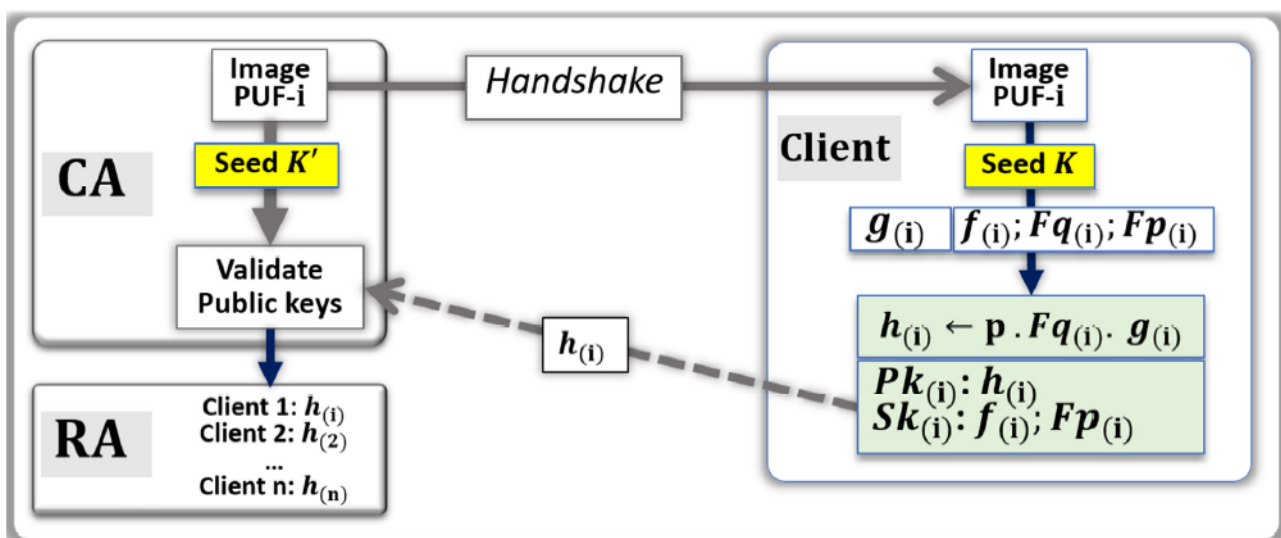 Image
PUF-i
Handshake
Image
PUF-i
Seed K′
Seed K
CA
Client
g(i)
f(i); Fq(i); Fp(i)
Validate
Public keys
h(i) ← p . Fq(i). g(i)
h(i)
Pk(i): h(i)
Sk(i): f(i); Fp(i)
RA
Client 1: h(i)
Client 2: h(2)
...
Client n: h(n)